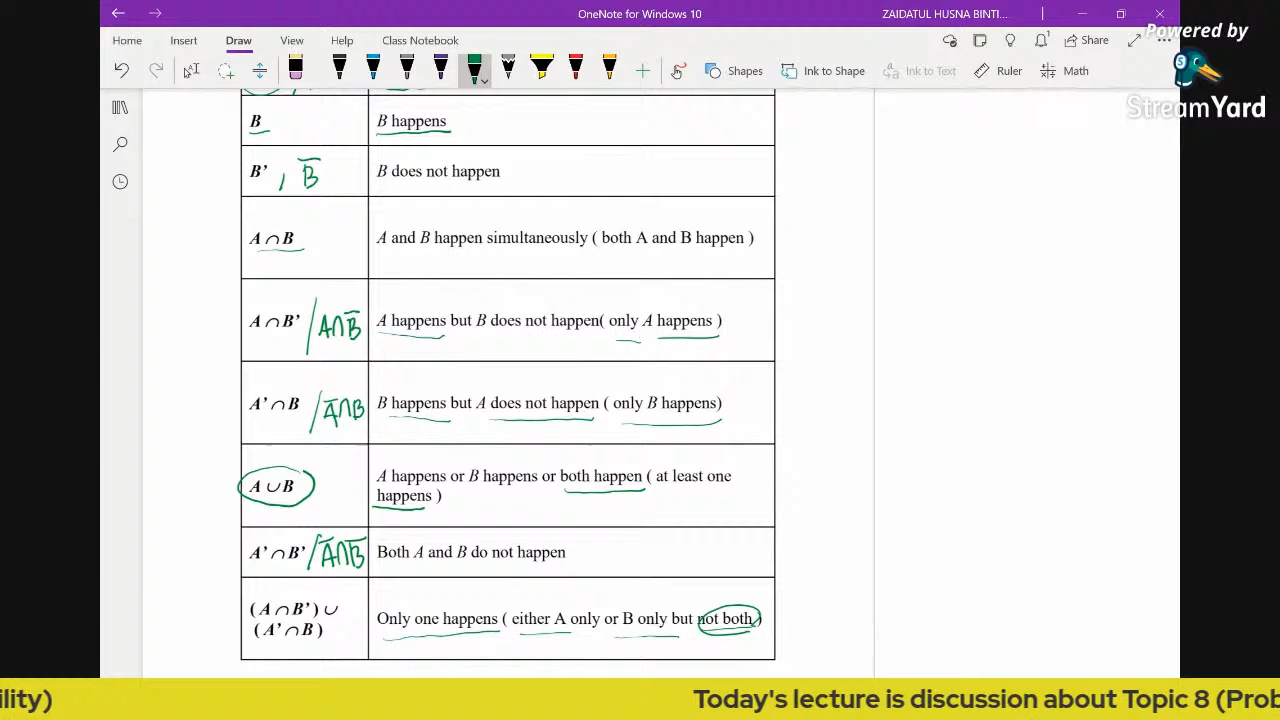 OneNote for Windows 10
ZAIDATUL HUSNA BINTI...
Powered by
StreamYard
Home Insert Draw View Help Class Notebook
Share
Shapes Ink to Shape Ink to Text Ruler Math
B B happens
B' , B̅ B does not happen
A ∩ B A and B happen simultaneously ( both A and B happen )
A ∩ B' / A∩B̅ A happens but B does not happen( only A happens )
A' ∩ B / A̅∩B B happens but A does not happen ( only B happens)
A ∪ B A happens or B happens or both happen ( at least one
happens )
A' ∩ B' / A̅∩B̅ Both A and B do not happen
( A ∩ B' ) ∪
( A' ∩ B )
Only one happens ( either A only or B only but not both )
ility) Today's lecture is discussion about Topic 8 (Prob